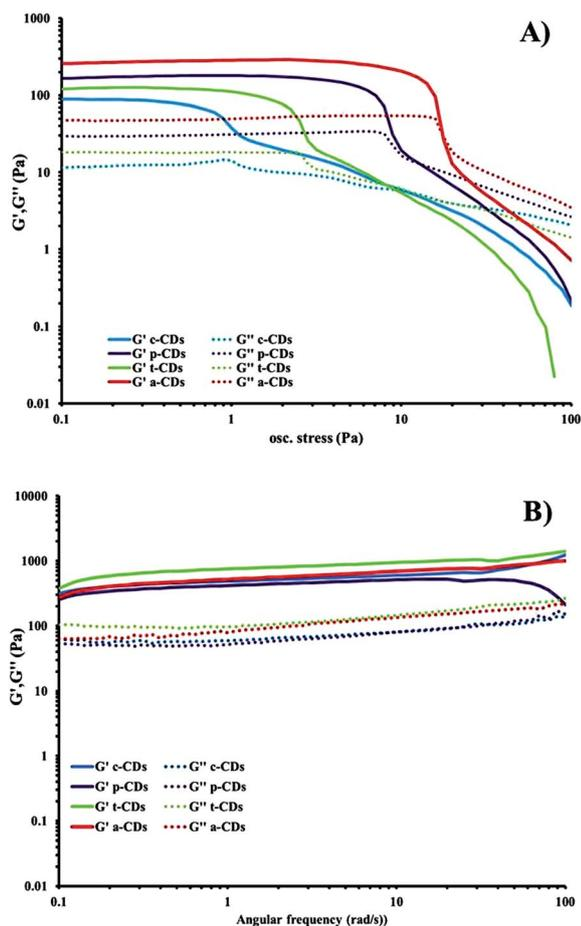 A)
1000
100
10
1
0.1
0.01
G',G'' (Pa)
G' c-CDs G'' c-CDs
G' p-CDs G'' p-CDs
G' t-CDs G'' t-CDs
G' a-CDs G'' a-CDs
0.1 1 10 100
osc. stress (Pa)
B)
10000
1000
100
10
1
0.1
0.01
G',G'' (Pa)
G' c-CDs G'' c-CDs
G' p-CDs G'' p-CDs
G' t-CDs G'' t-CDs
G' a-CDs G'' a-CDs
0.1 1 10 100
Angular frequency (rad/s))